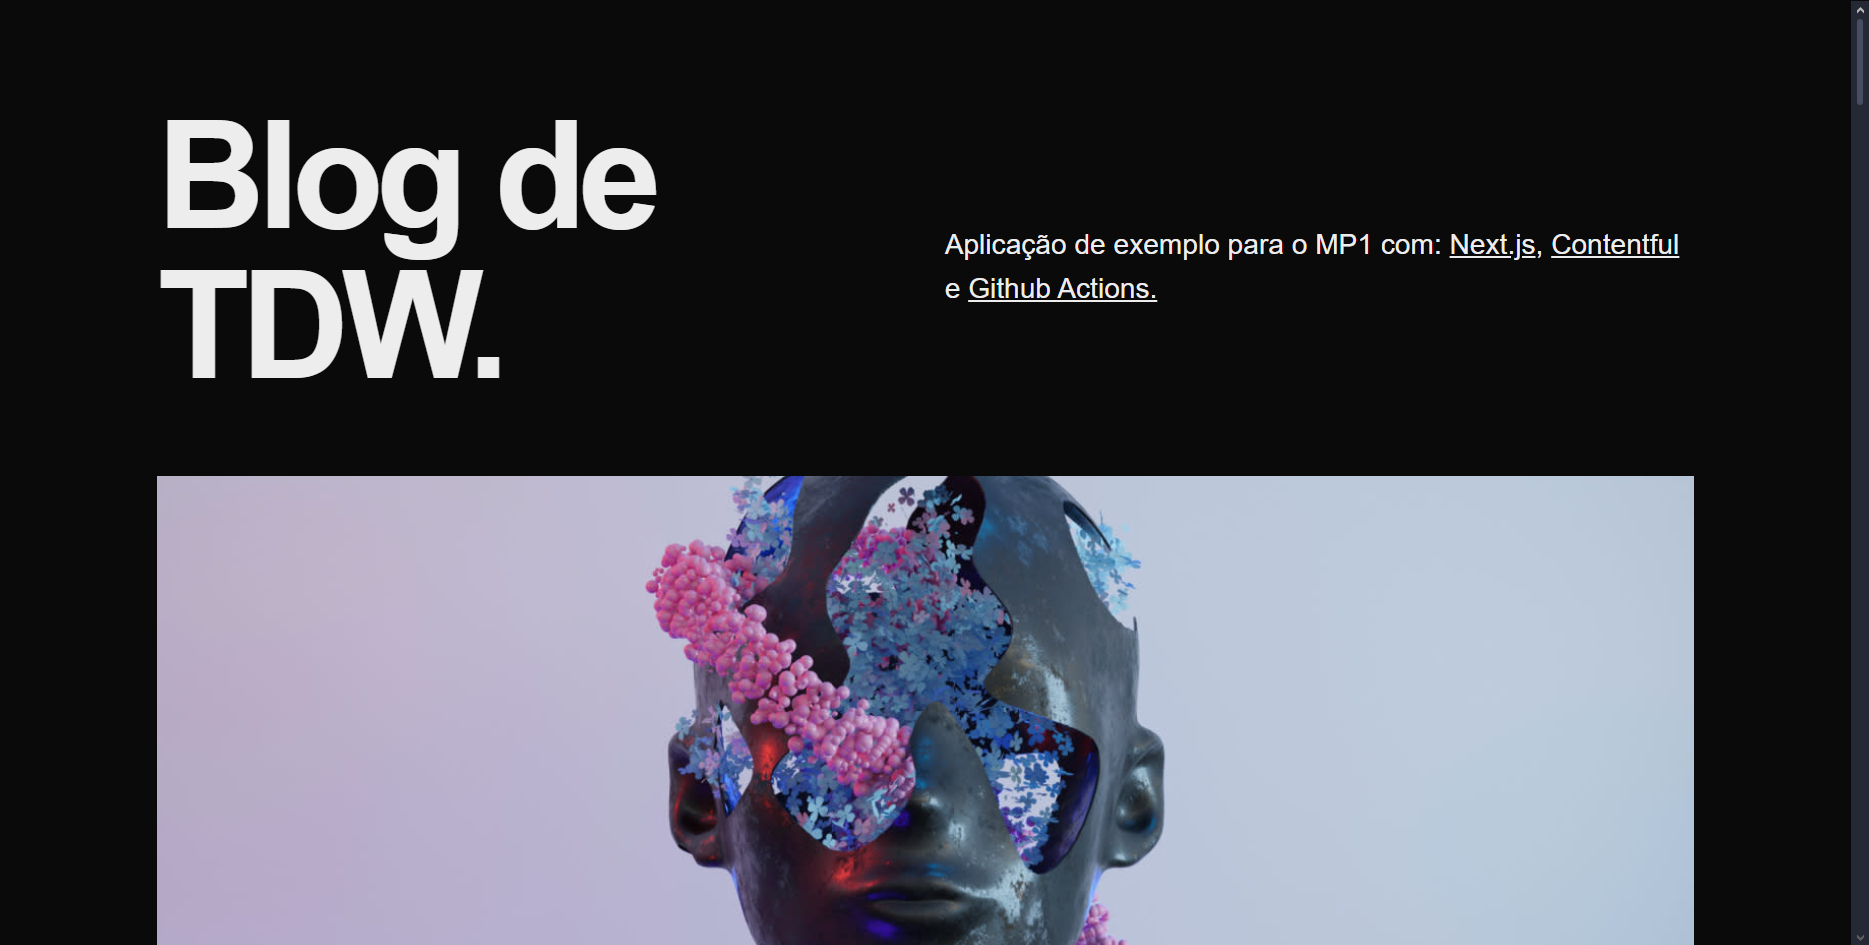 Blog de
TDW.
Aplicação de exemplo para o MP1 com: Next.js, Contentful
e Github Actions.